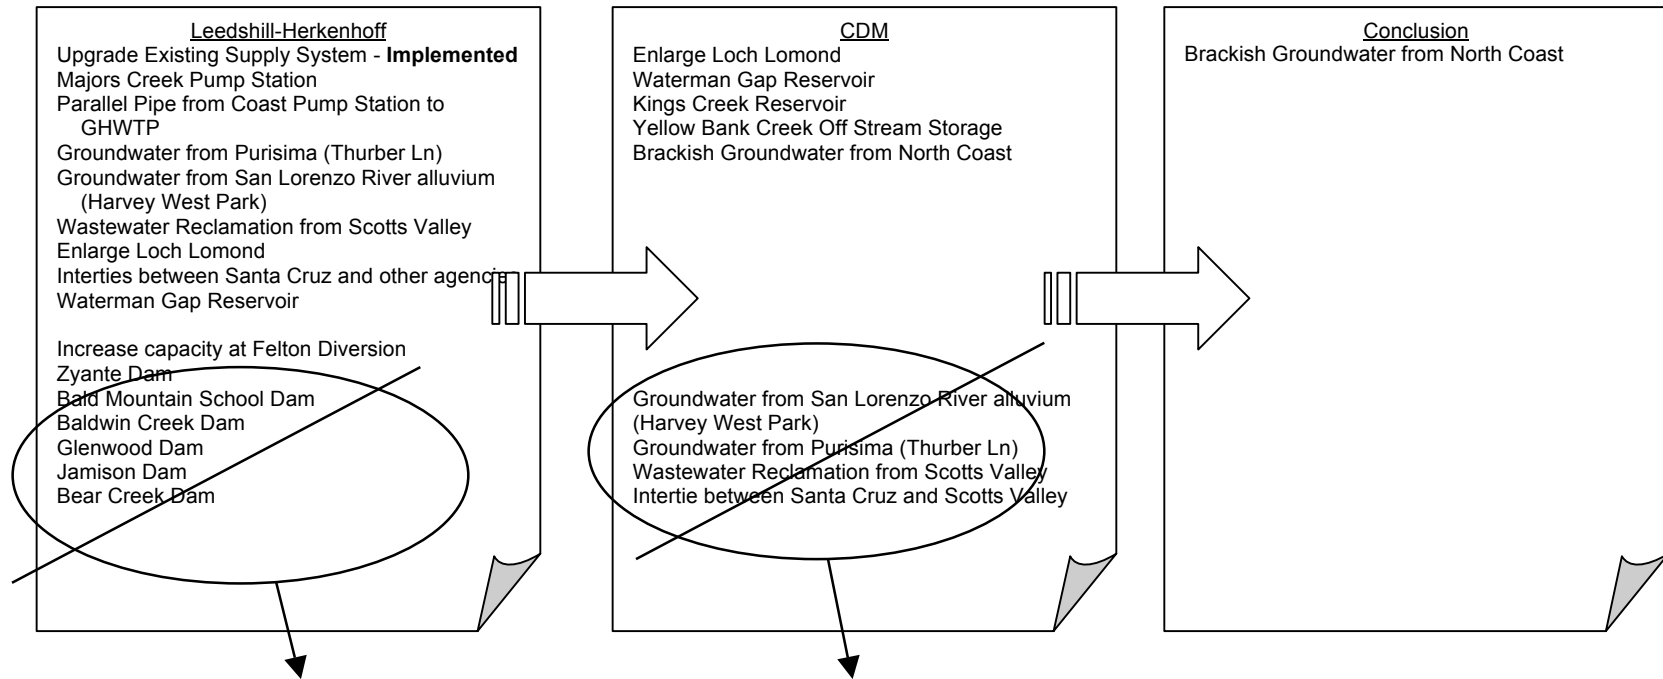 Leedshill-Herkenhoff
Upgrade Existing Supply System - Implemented
Majors Creek Pump Station
Parallel Pipe from Coast Pump Station to
GHWTP
Groundwater from Purisima (Thurber Ln)
Groundwater from San Lorenzo River alluvium
(Harvey West Park)
Wastewater Reclamation from Scotts Valley
Enlarge Loch Lomond
Interties between Santa Cruz and other agencies
Waterman Gap Reservoir
Increase capacity at Felton Diversion
Zyante Dam
Bald Mountain School Dam
Baldwin Creek Dam
Glenwood Dam
Jamison Dam
Bear Creek Dam
CDM
Enlarge Loch Lomond
Waterman Gap Reservoir
Kings Creek Reservoir
Yellow Bank Creek Off Stream Storage
Brackish Groundwater from North Coast
Groundwater from San Lorenzo River alluvium
(Harvey West Park)
Groundwater from Purisima (Thurber Ln)
Wastewater Reclamation from Scotts Valley
Intertie between Santa Cruz and Scotts Valley
Conclusion
Brackish Groundwater from North Coast